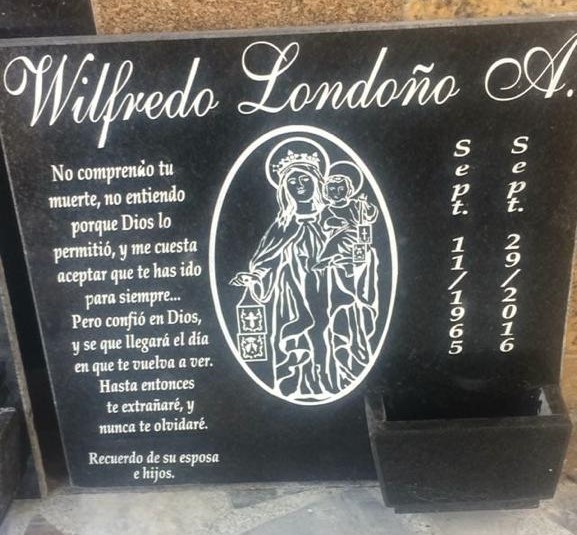 Wilfredo Londoño A.
No comprendo tu
muerte, no entiendo
porque Dios lo
permitió, y me cuesta
aceptar que te has ido
para siempre...
Pero confió en Dios,
y se que llegará el día
en que te vuelva a ver.
Hasta entonces
te extrañaré, y
nunca te olvidaré.
Recuerdo de su esposa
e hijos.
Sept. 11/1965
Sept. 29/2016